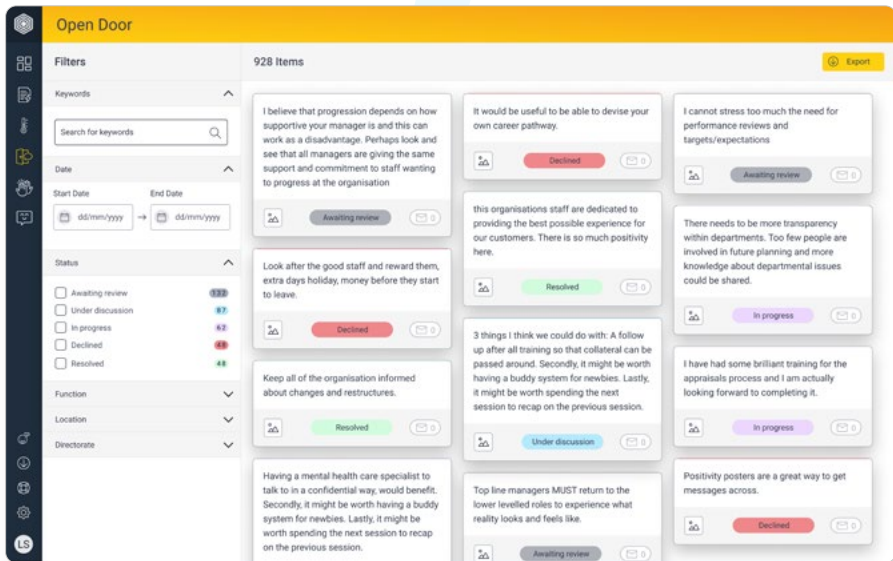 Open Door
Filters
Keywords
Search for keywords
Date
Start Date
End Date
dd/mm/yyyy
dd/mm/yyyy
Status
Awaiting review 132
Under discussion 87
In progress 62
Declined 68
Resolved 48
Function
Location
Directorate
LS
928 Items
Export
I believe that progression depends on how
supportive your manager is and this can
work as a disadvantage. Perhaps look and
see that all managers are giving the same
support and commitment to staff wanting
to progress at the organisation
Awaiting review 0
Look after the good staff and reward them,
extra days holiday, money before they start
to leave.
Declined 0
Keep all of the organisation informed
about changes and restructures.
Resolved 0
Having a mental health care specialist to
talk to in a confidential way, would benefit.
Secondly, it might be worth having a buddy
system for newbies. Lastly, it might be
worth spending the next session to recap
on the previous session.
It would be useful to be able to devise your
own career pathway.
Declined 0
this organisations staff are dedicated to
providing the best possible experience for
our customers. There is so much positivity
here.
Resolved 0
3 things I think we could do with: A follow
up after all training so that collateral can be
passed around. Secondly, it might be worth
having a buddy system for newbies. Lastly,
it might be worth spending the next
session to recap on the previous session.
Under discussion 0
Top line managers MUST return to the
lower levelled roles to experience what
reality looks and feels like.
Awaiting review 0
I cannot stress too much the need for
performance reviews and
targets/expectations
Awaiting review 0
There needs to be more transparency
within departments. Too few people are
involved in future planning and more
knowledge about departmental issues
could be shared.
In progress 0
I have had some brilliant training for the
appraisals process and I am actually
looking forward to completing it.
In progress 0
Positivity posters are a great way to get
messages across.
Declined 0